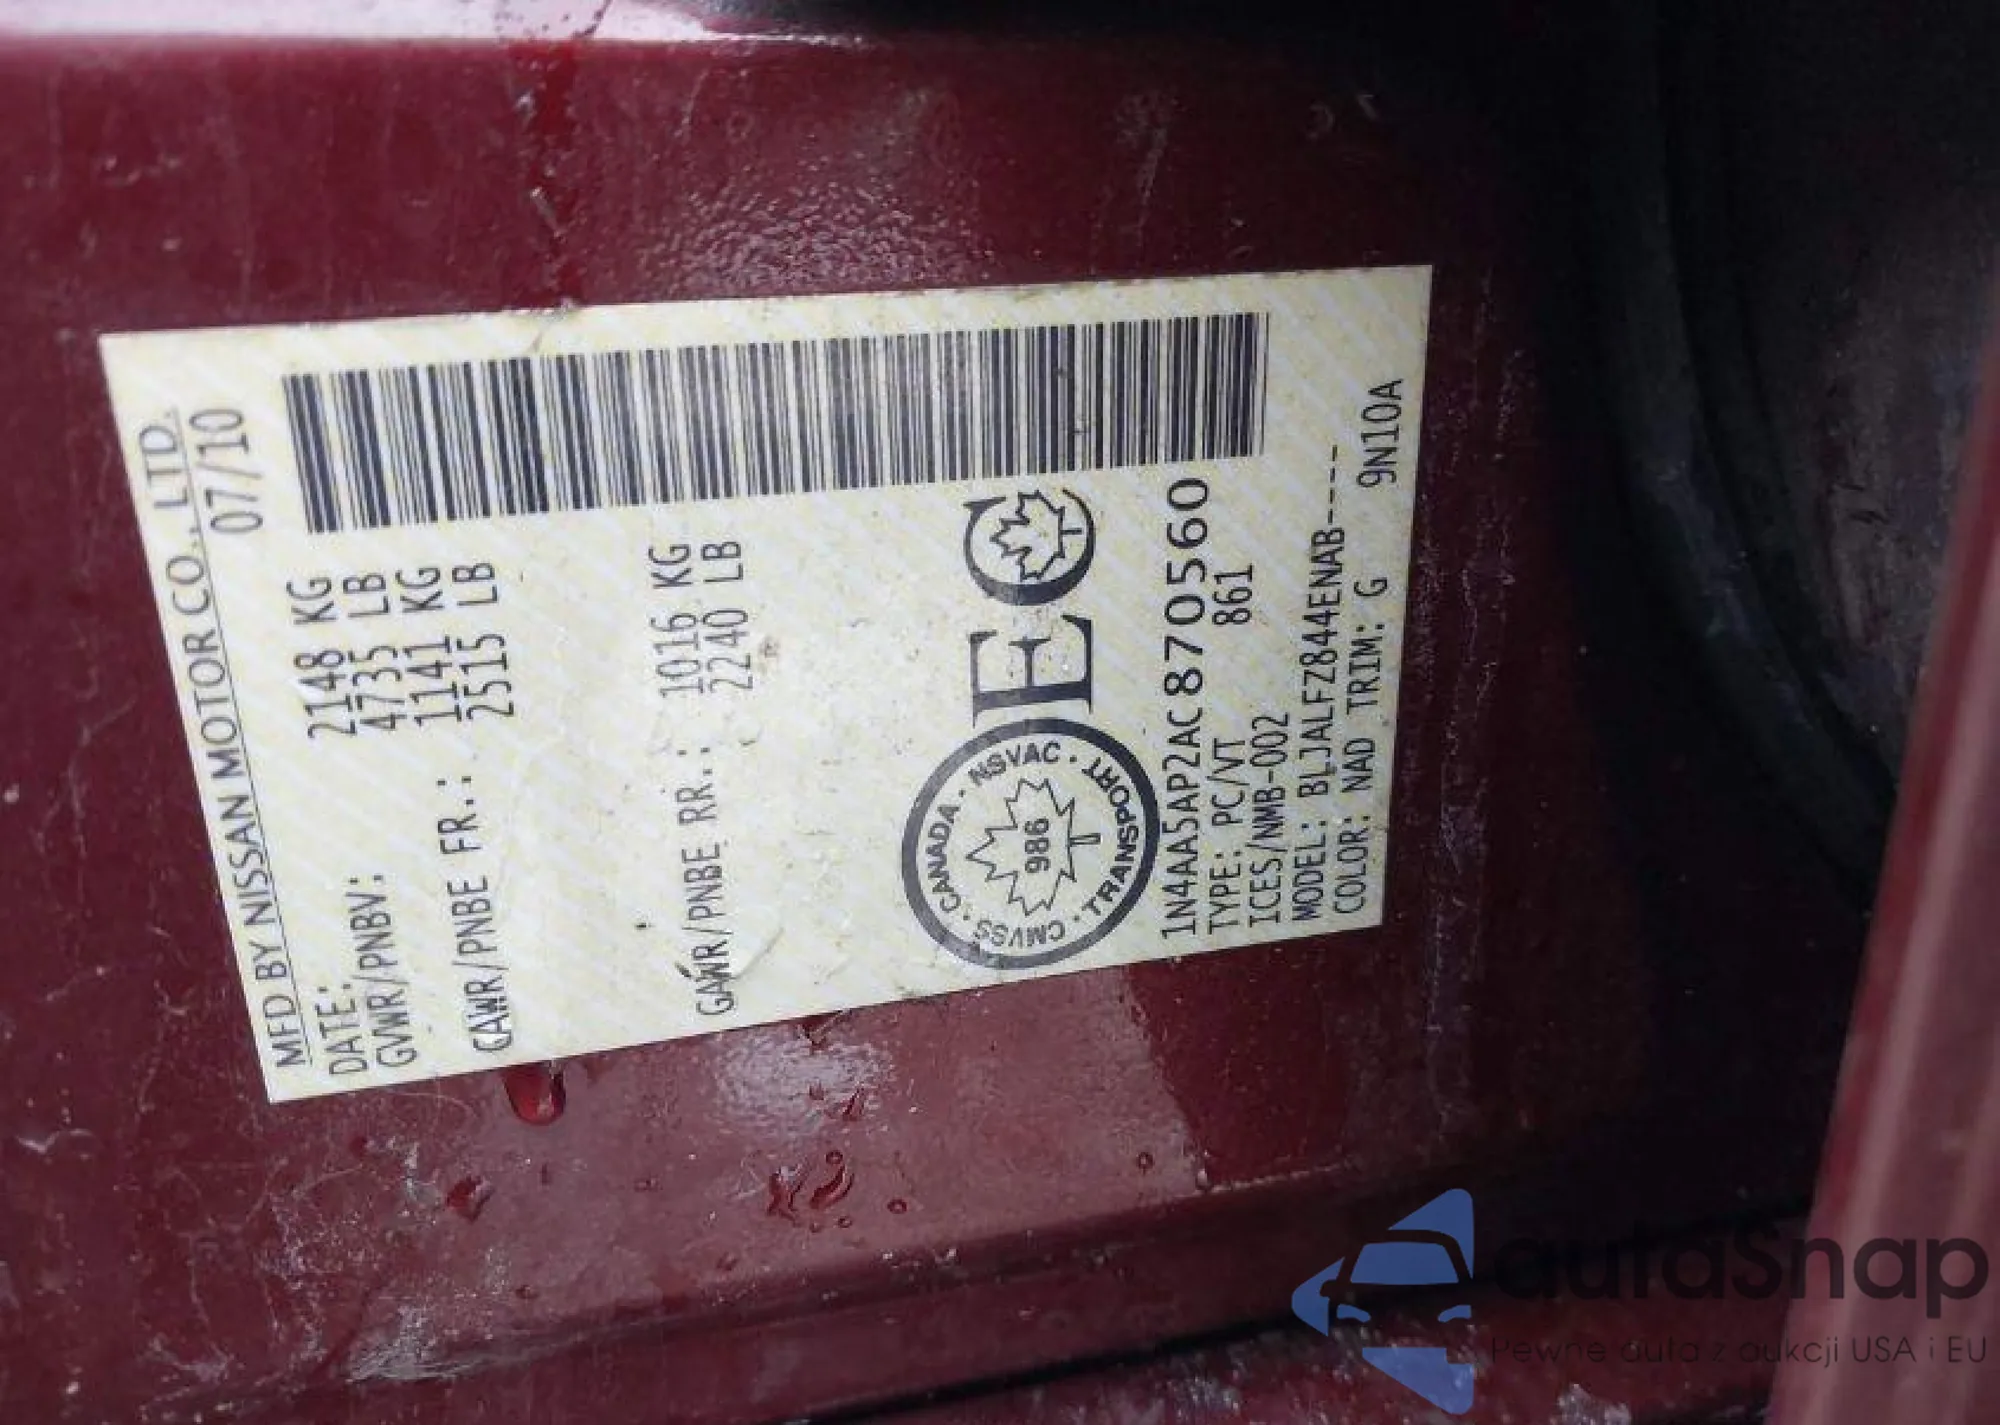 MFD BY NISSAN MOTOR CO., LTD.
DATE: 07/10
GVWR/PNBV: 2148 KG
4735 LB
GAWR/PNBE FR.: 1141 KG
2515 LB
GAWR/PNBE RR.: 1016 KG
2240 LB
CANADA · NSVAC · TRANSPORT · CMVSS ·
986
EC
1N4AA5AP2AC870560
TYPE: PC/VT 861
ICES/NMB-002
MODEL: BLJALFZ844ENAB----
COLOR: NAD TRIM: G 9N10A
autaSnap
Pewne auta z aukcji USA i EU